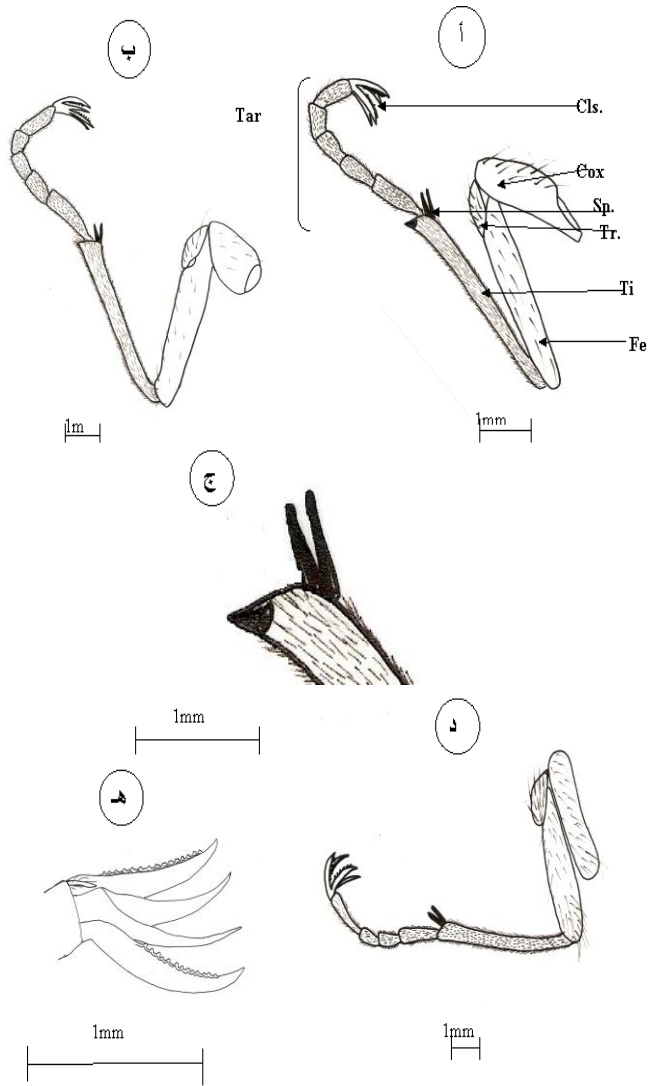 ب
أ
Tar
Cls.
Cox
Sp.
Tr.
Ti
Fe
1m
1mm
ج
1mm
د
هـ
1mm
1mm